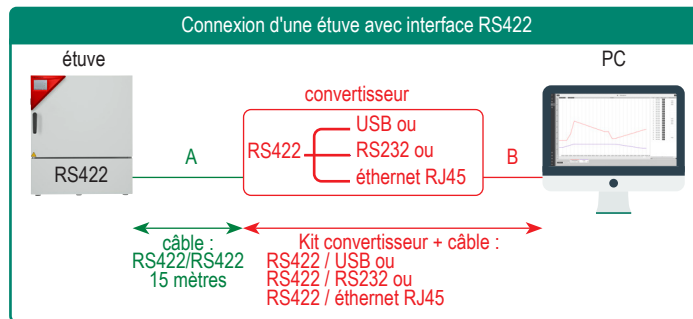 Connexion d'une étuve avec interface RS422
étuve
PC
convertisseur
USB ou
RS422
RS232 ou
éthernet RJ45
A
B
RS422
câble :
RS422/RS422
15 mètres
Kit convertisseur + câble :
RS422 / USB ou
RS422 / RS232 ou
RS422 / éthernet RJ45